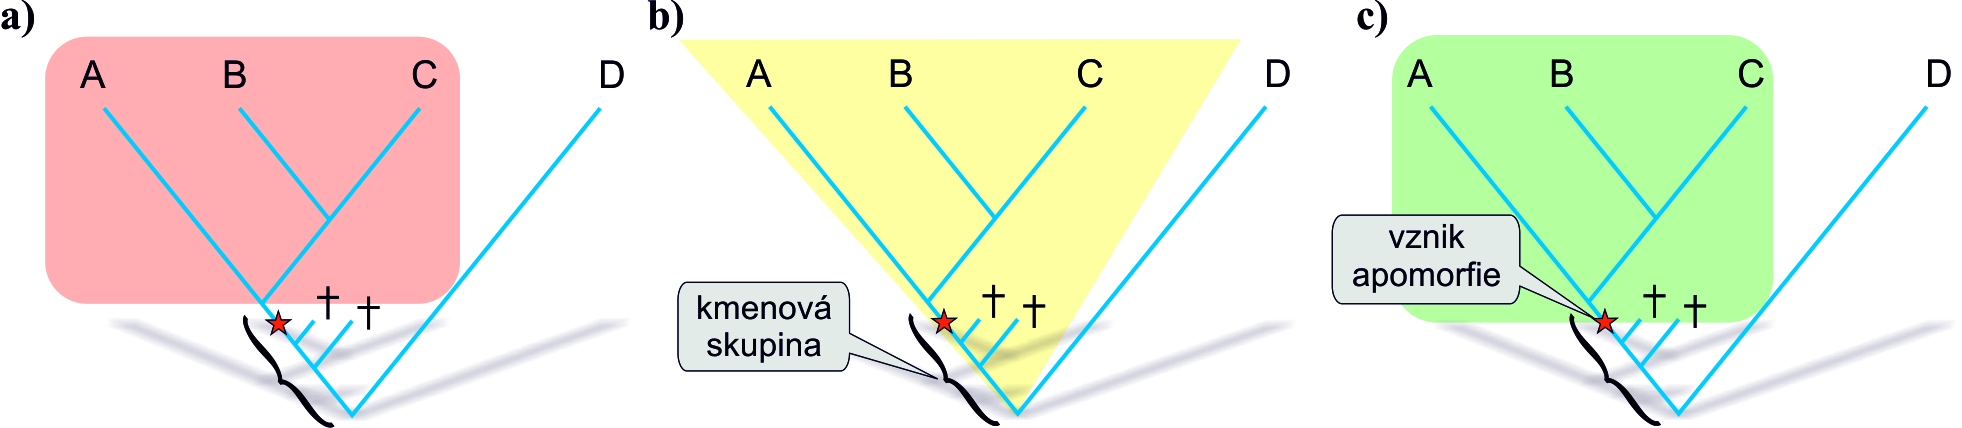 a)
A B C D
† †
b)
A B C D
† †
kmenová
skupina
c)
A B C D
vznik
apomorfie
† †